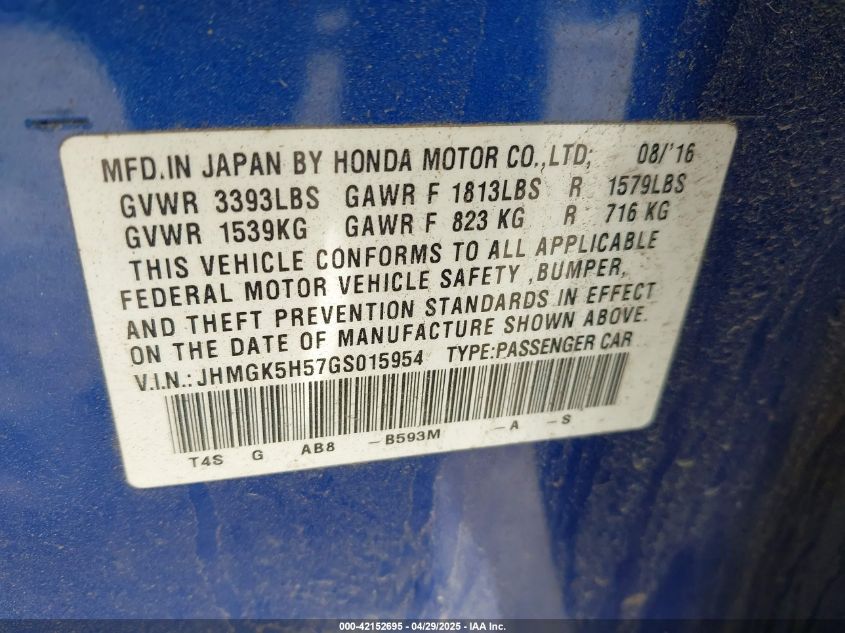 MFD.IN JAPAN BY HONDA MOTOR CO.,LTD; 08/'16
GVWR 3393LBS GAWR F 1813LBS R 1579LBS
GVWR 1539KG GAWR F 823 KG R 716 KG
THIS VEHICLE CONFORMS TO ALL APPLICABLE
FEDERAL MOTOR VEHICLE SAFETY ,BUMPER,
AND THEFT PREVENTION STANDARDS IN EFFECT
ON THE DATE OF MANUFACTURE SHOWN ABOVE.
V.I.N.: JHMGK5H57GS015954 TYPE:PASSENGER CAR
T4S G AB8 -B593M -A -S
000-42152695 - 04/29/2025 - IAA Inc.